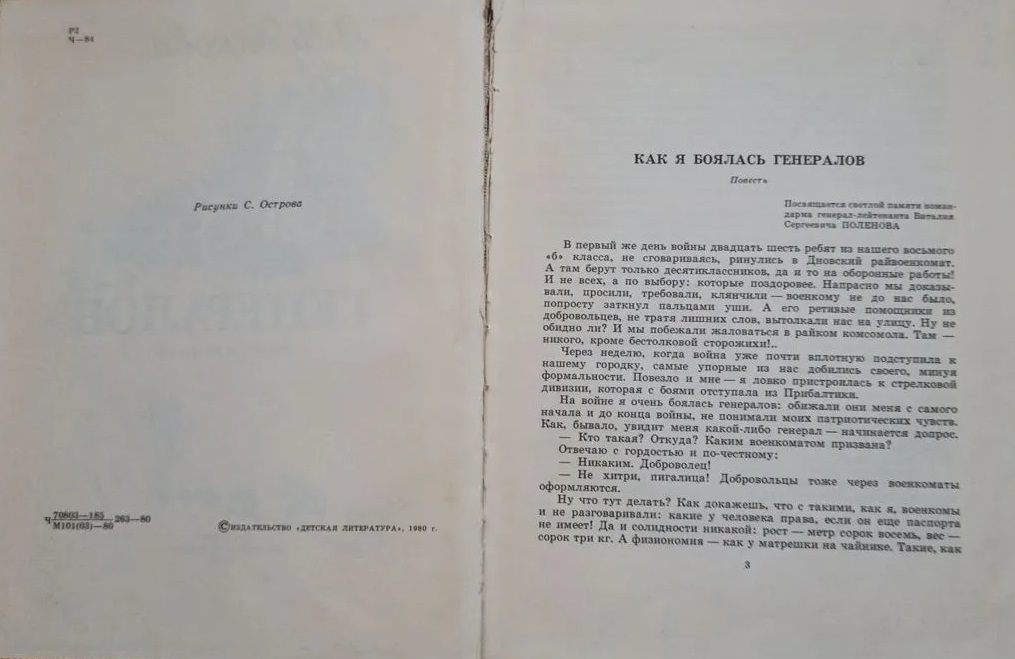 Р2
Ч—84
Рисунки С. Острова
Ч 70803—185 263—80
М101(03)—80
© ИЗДАТЕЛЬСТВО «ДЕТСКАЯ ЛИТЕРАТУРА», 1980 г.
КАК Я БОЯЛАСЬ ГЕНЕРАЛОВ
Повесть
Посвящается светлой памяти коман-
дарма генерал-лейтенанта Виталия
Сергеевича ПОЛЕНОВА
В первый же день войны двадцать шесть ребят из нашего восьмого
«б» класса, не сговариваясь, ринулись в Дновский райвоенкомат.
А там берут только десятиклассников, да и то на оборонные работы!
И не всех, а по выбору: которые поздоровее. Напрасно мы доказы-
вали, просили, требовали, клянчили — военкому не до нас было,
попросту заткнул пальцами уши. А его ретивые помощники из
добровольцев, не тратя лишних слов, вытолкали нас на улицу. Ну не
обидно ли? И мы побежали жаловаться в райком комсомола. Там —
никого, кроме бестолковой сторожихи!..
Через неделю, когда война уже почти вплотную подступила к
нашему городку, самые упорные из нас добились своего, минуя
формальности. Повезло и мне — я ловко пристроилась к стрелковой
дивизии, которая с боями отступала из Прибалтики.
На войне я очень боялась генералов: обижали они меня с самого
начала и до конца войны, не понимали моих патриотических чувств.
Как, бывало, увидит меня какой-либо генерал — начинается допрос.
— Кто такая? Откуда? Каким военкоматом призвана?
Отвечаю с гордостью и по-честному:
— Никаким. Доброволец!
— Не хитри, пигалица! Добровольцы тоже через военкоматы
оформляются.
Ну что тут делать? Как докажешь, что с такими, как я, военкомы
и не разговаривали: какие у человека права, если он еще паспорта
не имеет! Да и солидности никакой: рост — метр сорок восемь, вес —
сорок три кг. А физиономия — как у матрешки на чайнике. Такие, как
3